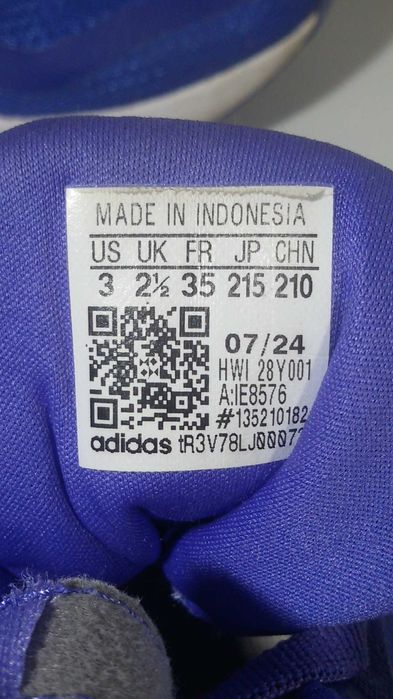 MADE IN INDONESIA
US UK FR JP CHN
3 2½ 35 215 210
07/24
HWI 28Y001
A:IE8576
#135210182
adidas